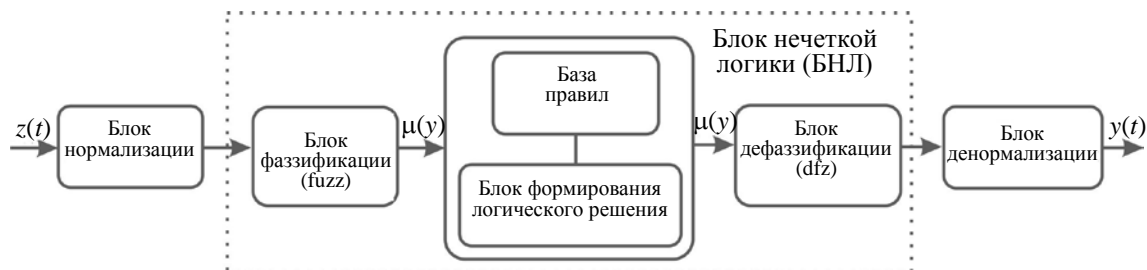 Блок нечеткой
логики (БНЛ)
z(t)
Блок
нормализации
Блок
фаззификации
(fuzz)
μ(y)
База
правил
Блок формирования
логического решения
μ(y)
Блок
дефаззификации
(dfz)
Блок
денормализации
y(t)